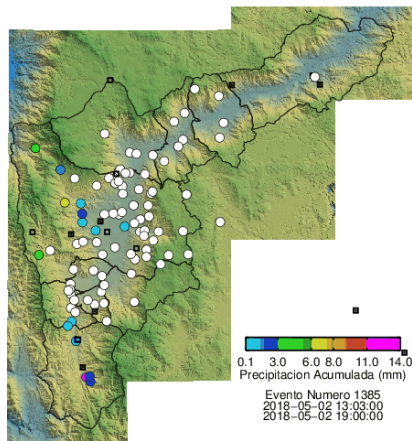 0.1 3.0 6.0 8.0 11.0 14.0
Precipitacion Acumulada (mm)
Evento Numero 1385
2018-05-02 13:03:00
2018-05-02 19:00:00